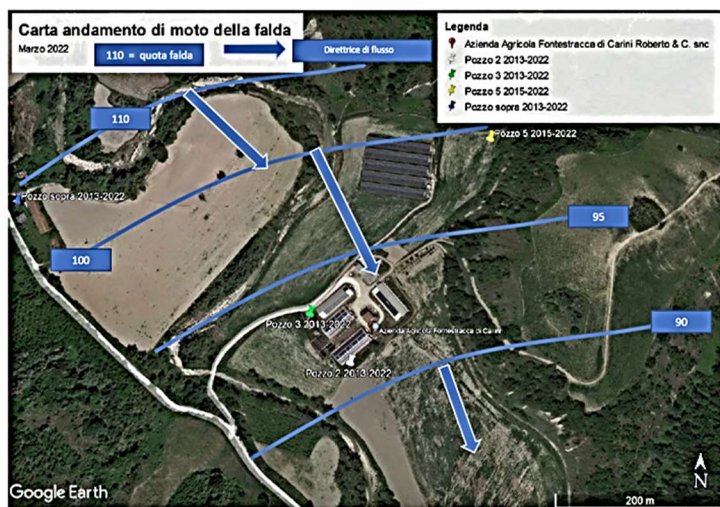 Carta andamento di moto della falda
Marzo 2022
110 = quota falda
Direttrice di flusso
Legenda
Azienda Agricola Fontestracca di Carini Roberto & C. snc
Pozzo 2 2013-2022
Pozzo 3 2013-2022
Pozzo 5 2015-2022
Pozzo sopra 2013-2022
110
Pozzo 5 2015-2022
Pozzo sopra 2013-2022
95
100
Pozzo 3 2013-2022
Azienda Agricola Fontestracca di Carini
90
Pozzo 2 2013-2022
Google Earth
N
200 m